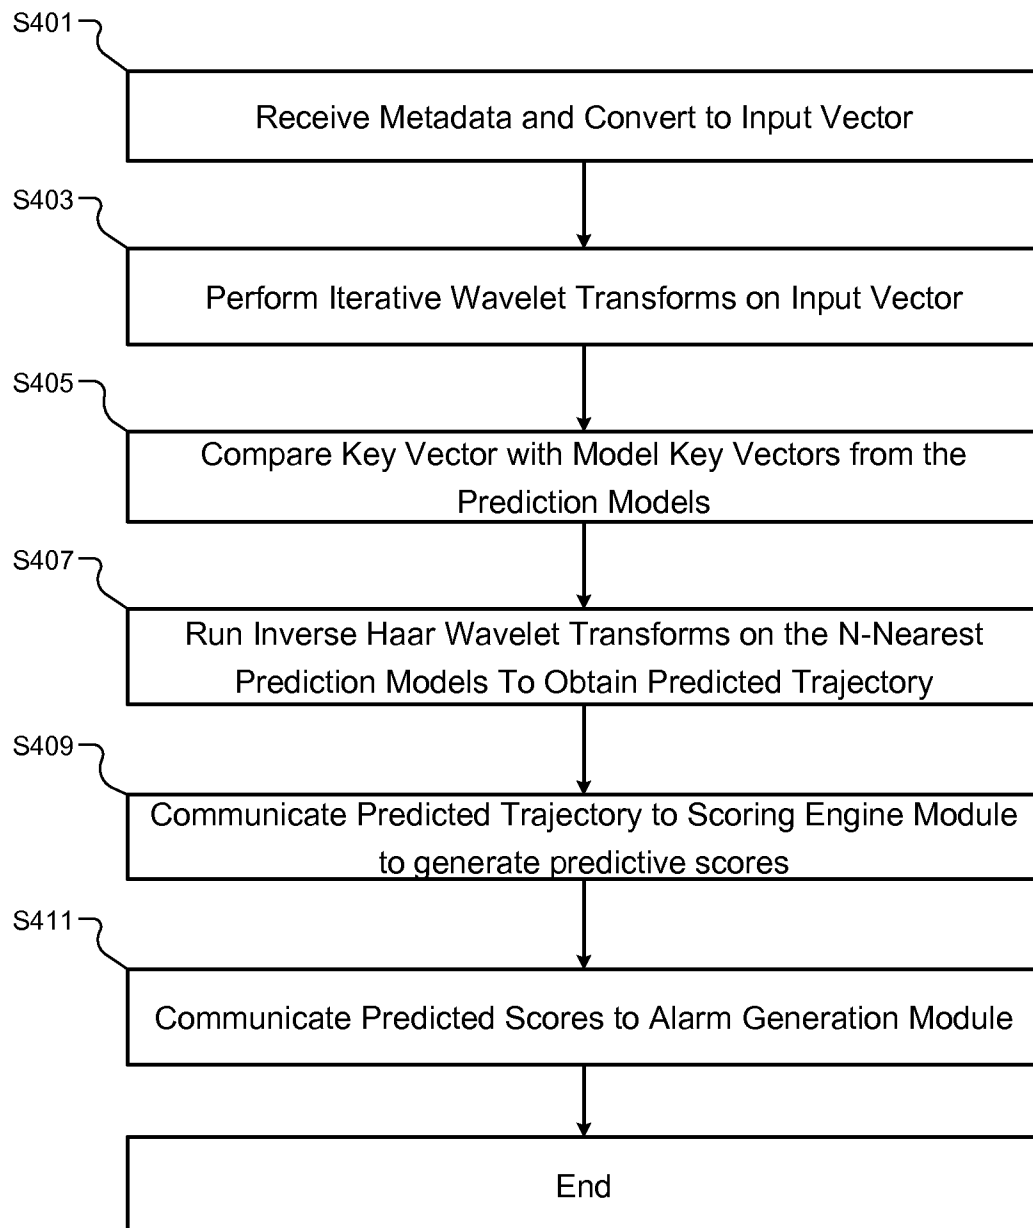 S401
Receive Metadata and Convert to Input Vector
S403
Perform Iterative Wavelet Transforms on Input Vector
S405
Compare Key Vector with Model Key Vectors from the
Prediction Models
S407
Run Inverse Haar Wavelet Transforms on the N-Nearest
Prediction Models To Obtain Predicted Trajectory
S409
Communicate Predicted Trajectory to Scoring Engine Module
to generate predictive scores
S411
Communicate Predicted Scores to Alarm Generation Module
End